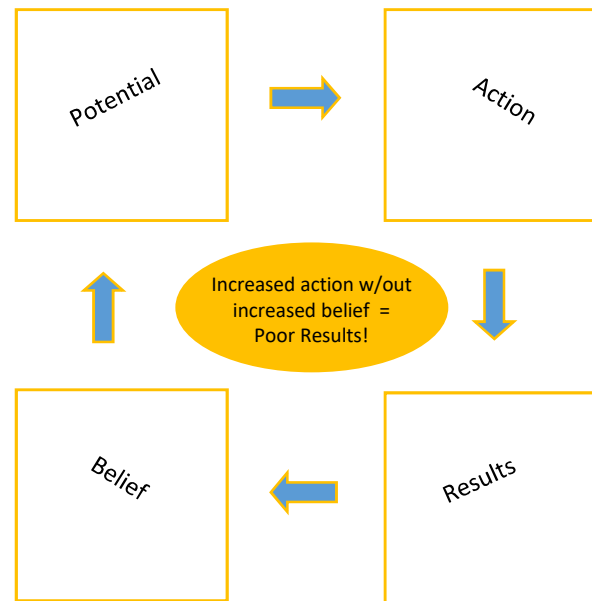 Potential
Action
Increased action w/out
increased belief =
Poor Results!
Belief
Results